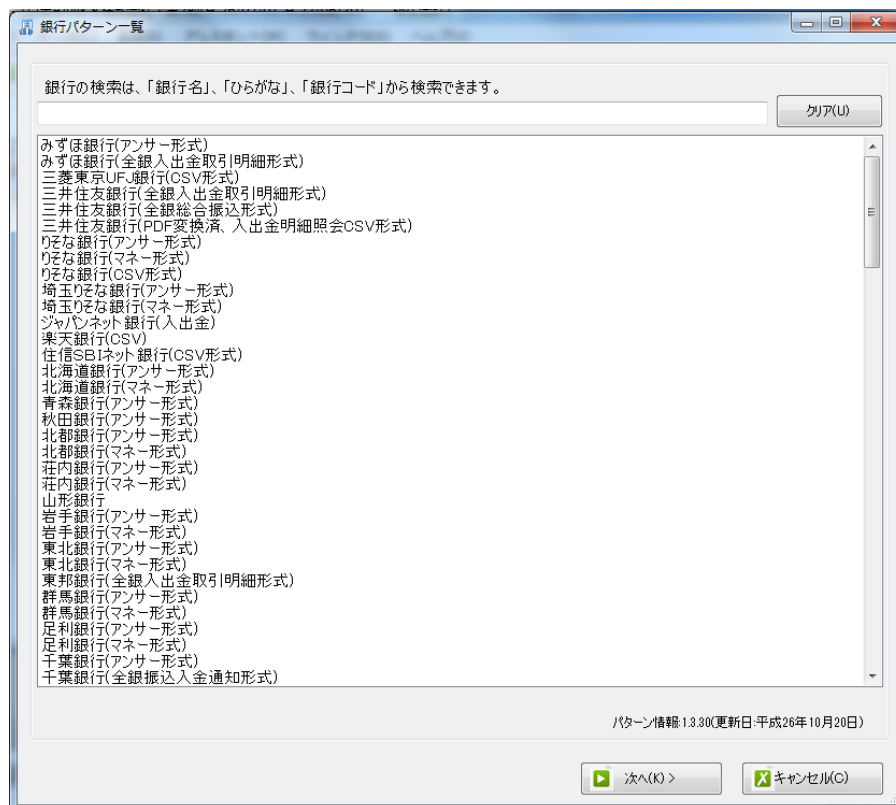 銀行パターン一覧
銀行の検索は、「銀行名」、「ひらがな」、「銀行コード」から検索できます。
クリア(U)
みずほ銀行(アンサー形式)
みずほ銀行(全銀入出金取引明細形式)
三菱東京UFJ銀行(CSV形式)
三井住友銀行(全銀入出金取引明細形式)
三井住友銀行(全銀総合振込形式)
三井住友銀行(PDF変換済、入出金明細照会CSV形式)
りそな銀行(アンサー形式)
りそな銀行(マネー形式)
りそな銀行(CSV形式)
埼玉りそな銀行(アンサー形式)
埼玉りそな銀行(マネー形式)
ジャパンネット銀行(入出金)
楽天銀行(CSV)
住信SBIネット銀行(CSV形式)
北海道銀行(アンサー形式)
北海道銀行(マネー形式)
青森銀行(アンサー形式)
秋田銀行(アンサー形式)
北都銀行(アンサー形式)
北都銀行(マネー形式)
荘内銀行(アンサー形式)
荘内銀行(マネー形式)
山形銀行
岩手銀行(アンサー形式)
岩手銀行(マネー形式)
東北銀行(アンサー形式)
東北銀行(マネー形式)
東邦銀行(全銀入出金取引明細形式)
群馬銀行(アンサー形式)
群馬銀行(マネー形式)
足利銀行(アンサー形式)
足利銀行(マネー形式)
千葉銀行(アンサー形式)
千葉銀行(全銀振込入金通知形式)
パターン情報:1.3.30(更新日:平成26年10月20日)
次へ(K) >
キャンセル(C)